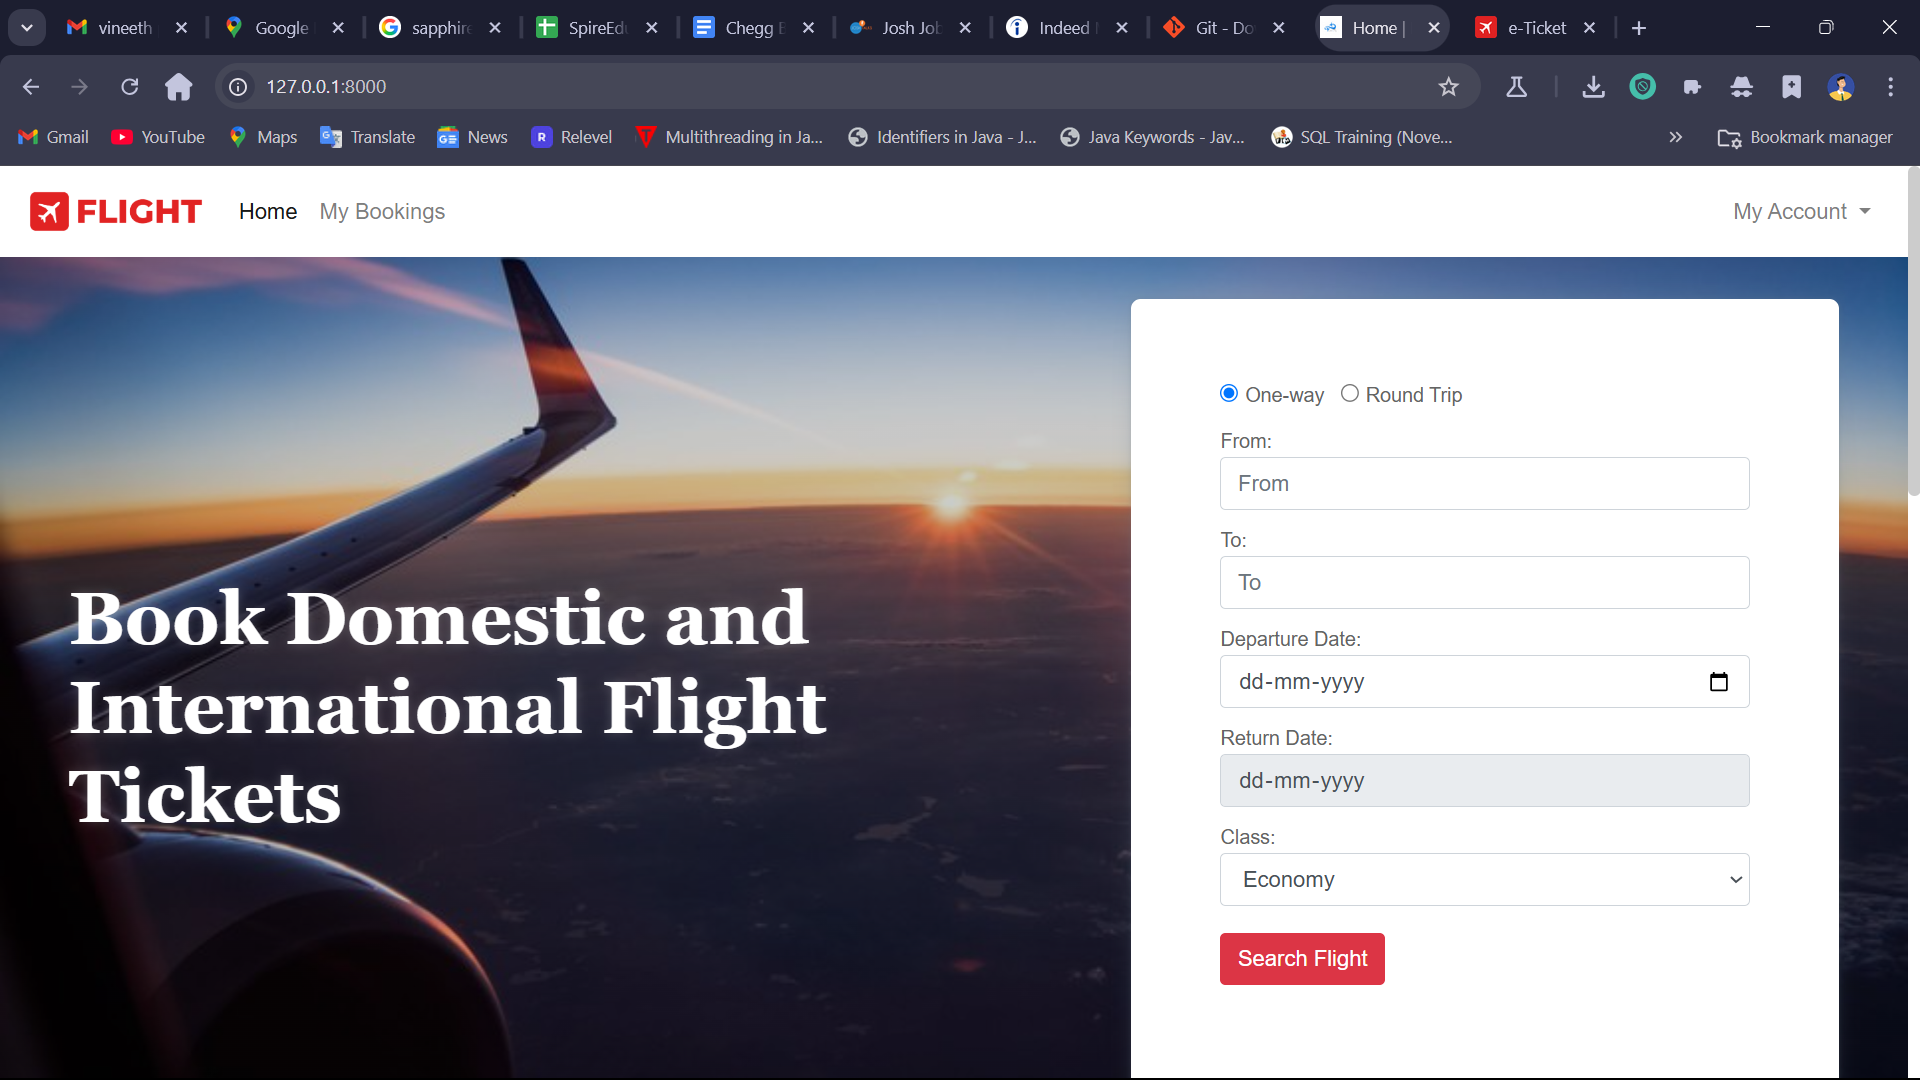 vineeth
Google
sapphire
SpireEdu
Chegg E
Josh Job
Indeed
Git - Do
Home |
e-Ticket
127.0.0.1:8000
Gmail
YouTube
Maps
Translate
News
Relevel
Multithreading in Ja...
Identifiers in Java - J...
Java Keywords - Jav...
SQL Training (Nove...
Bookmark manager
FLIGHT
Home
My Bookings
My Account
Book Domestic and
International Flight
Tickets
One-way
Round Trip
From:
From
To:
To
Departure Date:
dd-mm-yyyy
Return Date:
dd-mm-yyyy
Class:
Economy
Search Flight